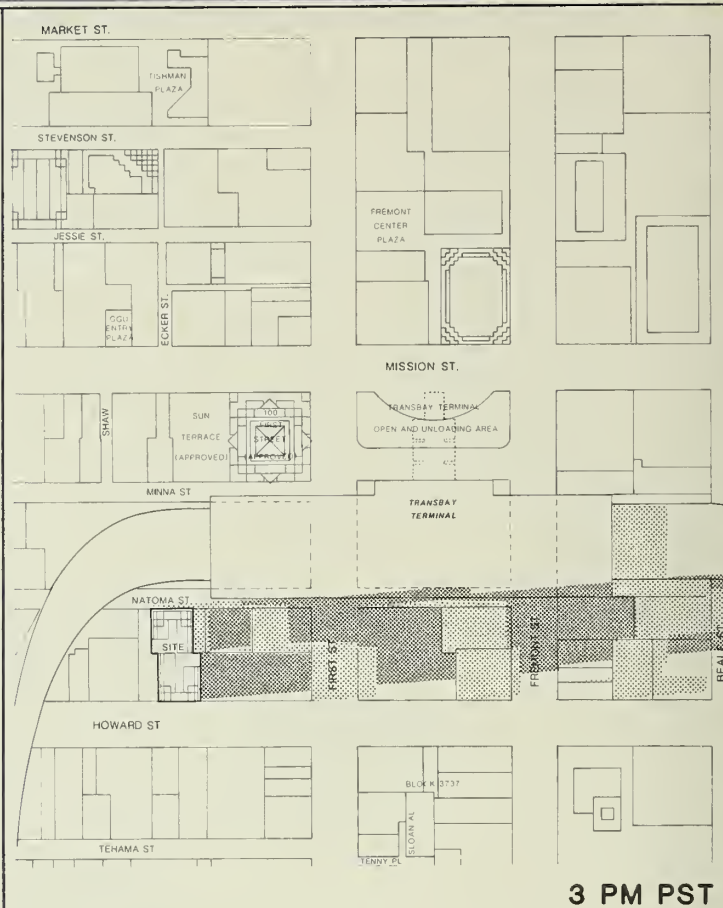 MARKET ST.
TISHMAN
PLAZA
STEVENSON ST.
FREMONT
CENTER
PLAZA
JESSIE ST.
ECKER ST.
GGU
ENTRY
PLAZA
MISSION ST.
SHAW
SUN
TERRACE
(APPROVED)
100
FIRST
STREET
(APPROVED)
TRANSBAY TERMINAL
OPEN AND UNLOADING AREA
MINNA ST
TRANSBAY
TERMINAL
NATOMA ST.
SITE
FIRST ST
FREMONT ST.
BEALE ST.
HOWARD ST
BLOCK 3737
SLOAN AL
TEHAMA ST
TENNY PL
3 PM PST